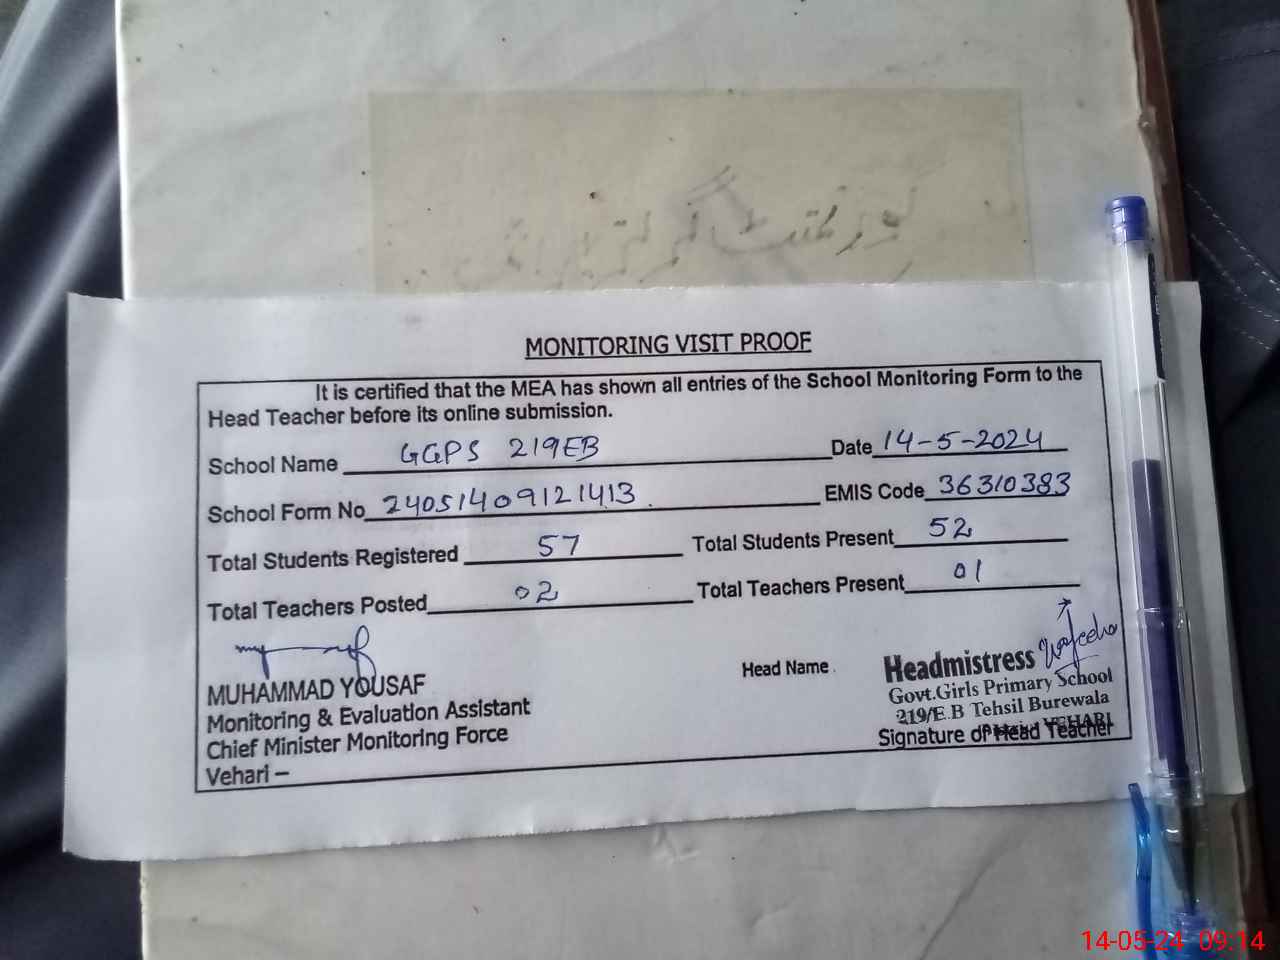 MONITORING VISIT PROOF
It is certified that the MEA has shown all entries of the School Monitoring Form to the
Head Teacher before its online submission.
School Name GGPS 219EB Date 14-5-2024
School Form No 24051409121413 EMIS Code 36310383
Total Students Registered 57 Total Students Present 52
Total Teachers Posted 02 Total Teachers Present 01
MUHAMMAD YOUSAF
Monitoring & Evaluation Assistant
Chief Minister Monitoring Force
Vehari –
Head Name
Headmistress
Govt.Girls Primary School
219/E.B Tehsil Burewala
VEHARI
Signature of Head Teacher
14-05-24 09:14